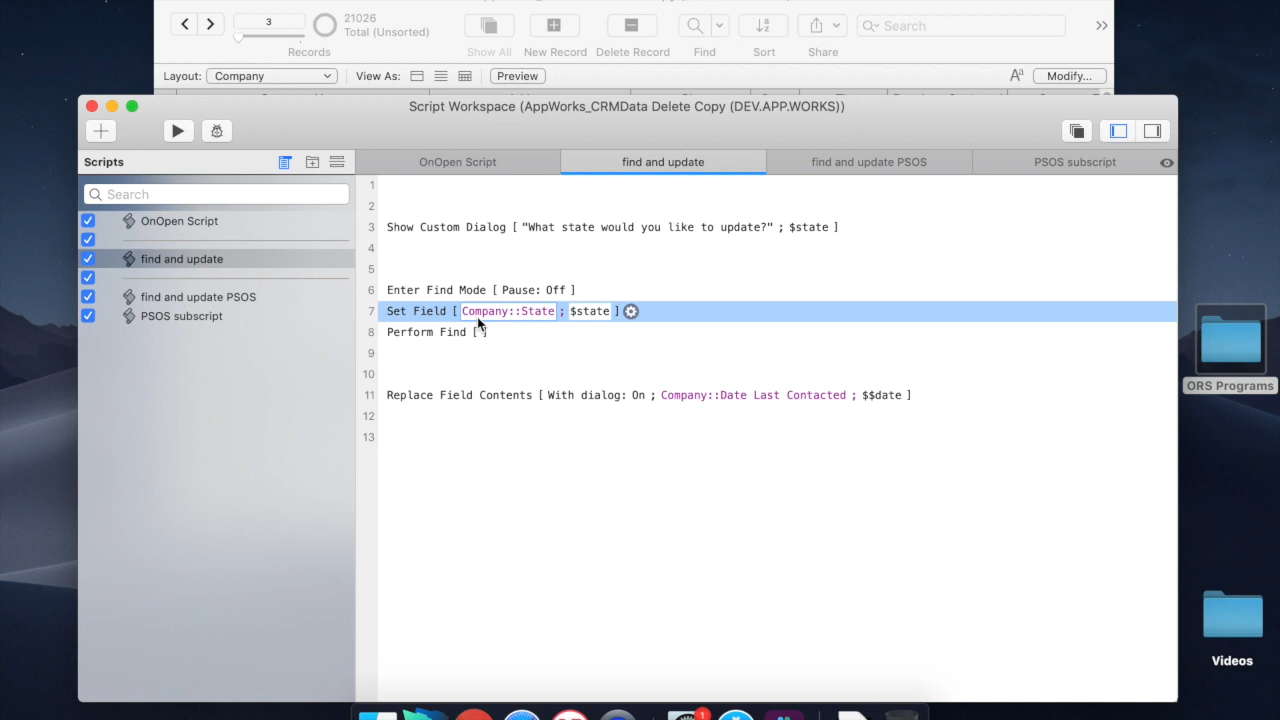 3
21026
Total (Unsorted)
Search
Records
Show All
New Record
Delete Record
Find
Sort
Share
Layout:
Company
View As:
Preview
Aa
Modify...
Script Workspace (AppWorks_CRMData Delete Copy (DEV.APP.WORKS))
Scripts
OnOpen Script
find and update
find and update PSOS
PSOS subscript
Search
OnOpen Script
find and update
find and update PSOS
PSOS subscript
1
2
3 Show Custom Dialog [ "What state would you like to update?" ; $state ]
4
5
6 Enter Find Mode [ Pause: Off ]
7 Set Field [ Company::State ; $state ]
8 Perform Find [ ]
9
10
11 Replace Field Contents [ With dialog: On ; Company::Date Last Contacted ; $$date ]
12
13
ORS Programs
Videos
1